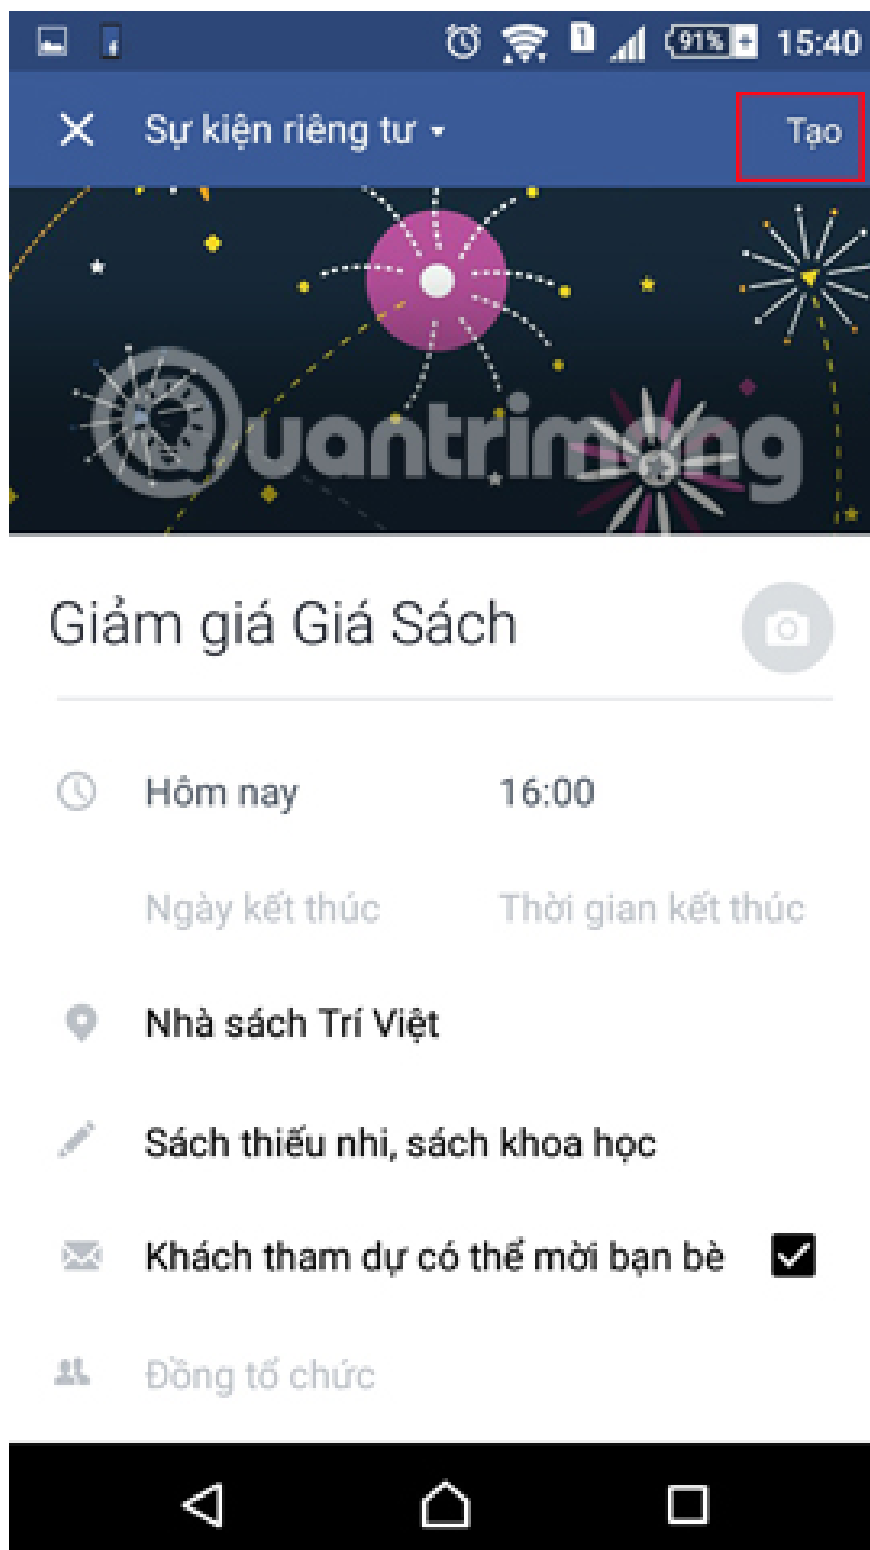 1 91% 15:40
Sự kiện riêng tư Tạo
Quantrimang
Giảm giá Giá Sách
Hôm nay 16:00
Ngày kết thúc Thời gian kết thúc
Nhà sách Trí Việt
Sách thiếu nhi, sách khoa học
Khách tham dự có thể mời bạn bè
Đồng tổ chức